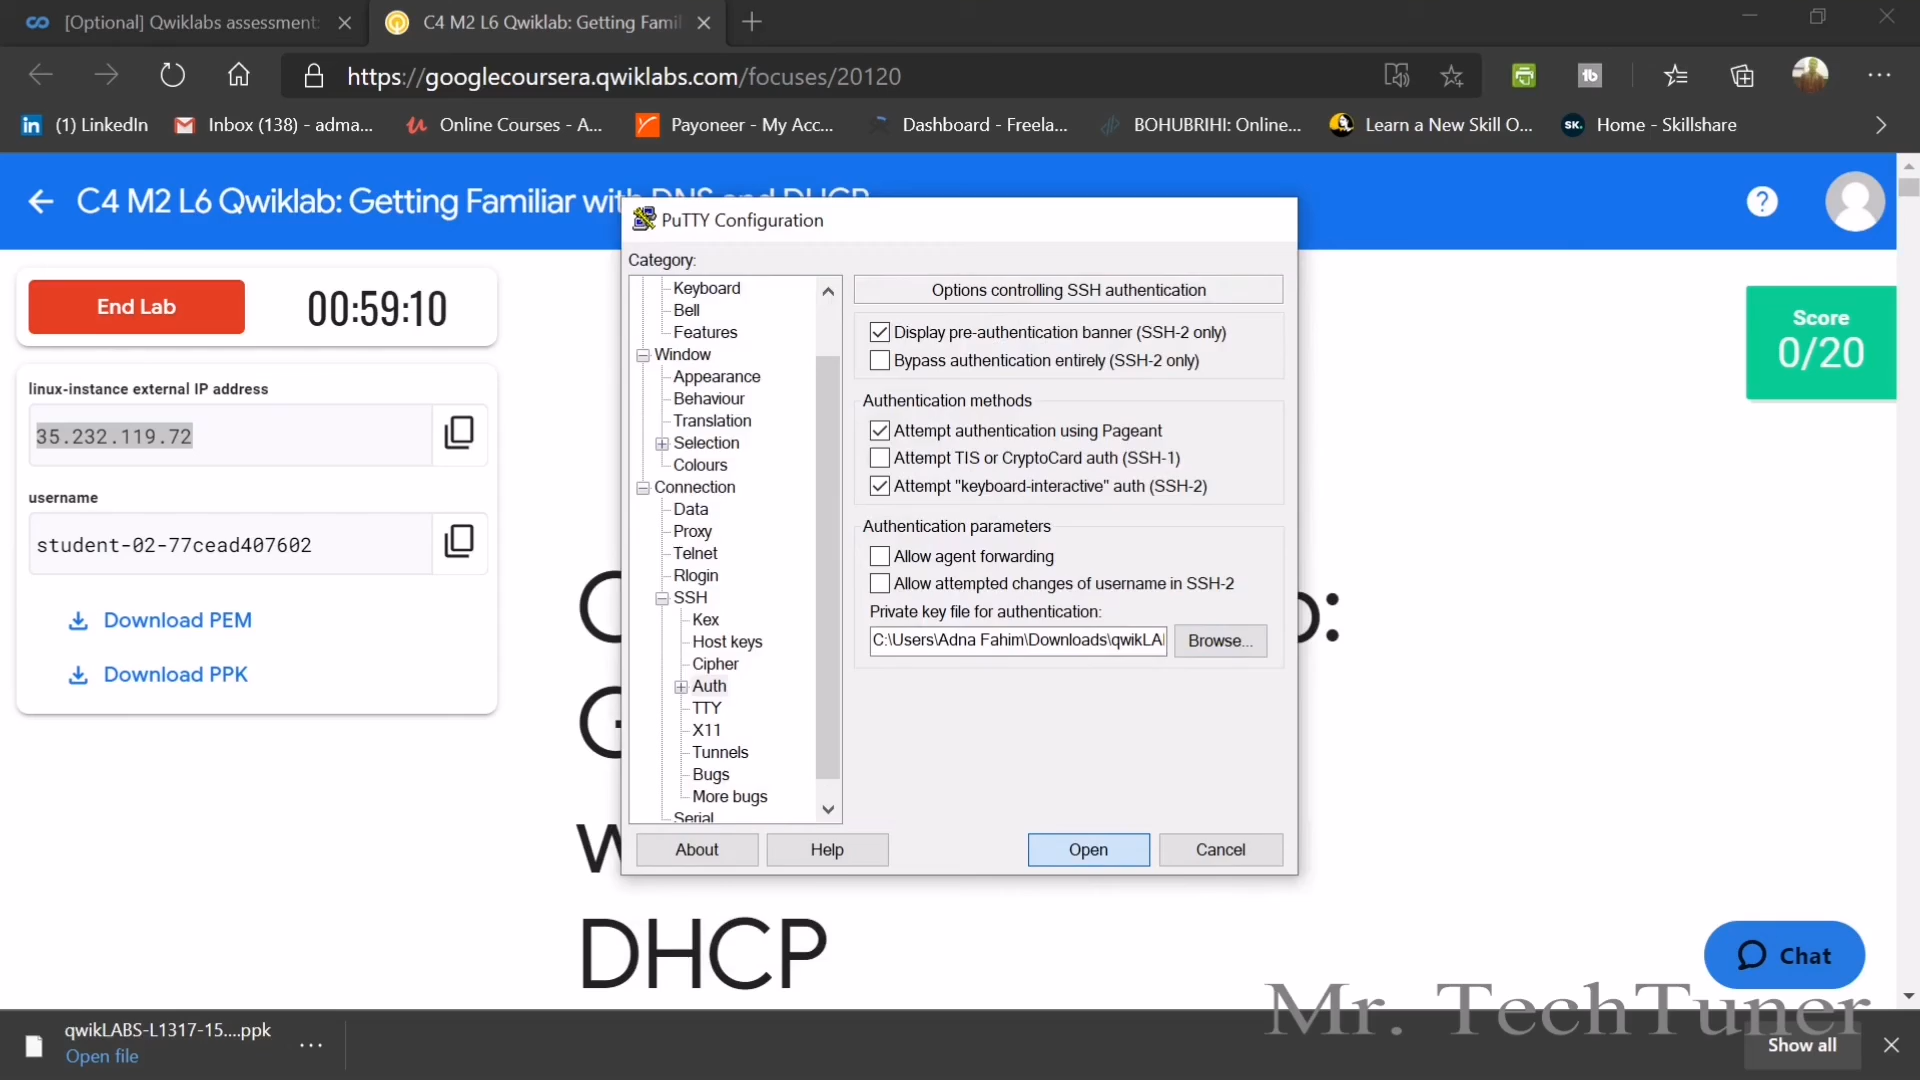 [Optional] Qwiklabs assessment:
C4 M2 L6 Qwiklab: Getting Famil
https://googlecoursera.qwiklabs.com/focuses/20120
(1) LinkedIn
Inbox (138) - adma...
Online Courses - A...
Payoneer - My Acc...
Dashboard - Freela...
BOHUBRIHI: Online...
Learn a New Skill O...
SK.
Home - Skillshare
C4 M2 L6 Qwiklab: Getting Familiar with DNS and DHCP
End Lab
00:59:10
linux-instance external IP address
35.232.119.72
username
student-02-77cead407602
Download PEM
Download PPK
Score
0/20
PuTTY Configuration
Category:
Keyboard
Bell
Features
Window
Appearance
Behaviour
Translation
Selection
Colours
Connection
Data
Proxy
Telnet
Rlogin
SSH
Kex
Host keys
Cipher
Auth
TTY
X11
Tunnels
Bugs
More bugs
Serial
Options controlling SSH authentication
Display pre-authentication banner (SSH-2 only)
Bypass authentication entirely (SSH-2 only)
Authentication methods
Attempt authentication using Pageant
Attempt TIS or CryptoCard auth (SSH-1)
Attempt "keyboard-interactive" auth (SSH-2)
Authentication parameters
Allow agent forwarding
Allow attempted changes of username in SSH-2
Private key file for authentication:
C:\Users\Adna Fahim\Downloads\qwikLA
Browse...
About
Help
Open
Cancel
DHCP
Chat
Mr. TechTuner
qwikLABS-L1317-15....ppk
Open file
Show all